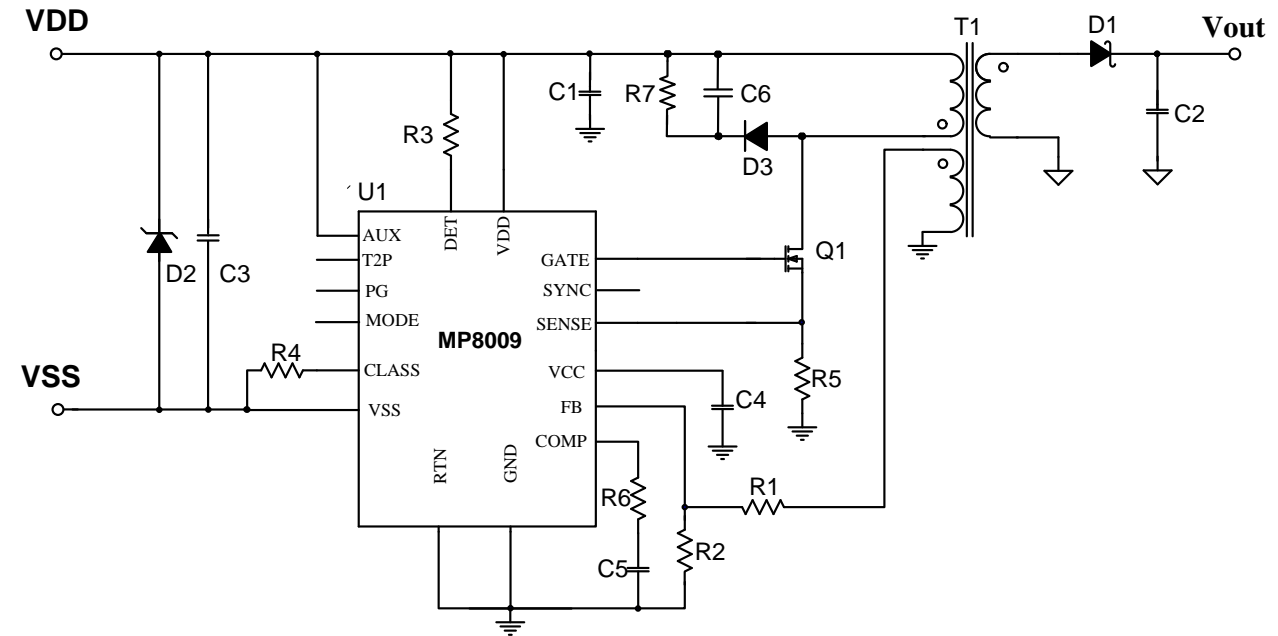 VDD
T1
D1
Vout
C1
R7
C6
C2
R3
D3
U1
AUX
DET
VDD
T2P
GATE
Q1
D2
C3
PG
SYNC
MODE
SENSE
MP8009
R4
CLASS
VCC
R5
VSS
VSS
FB
C4
COMP
RTN
GND
R6
R1
R2
C5